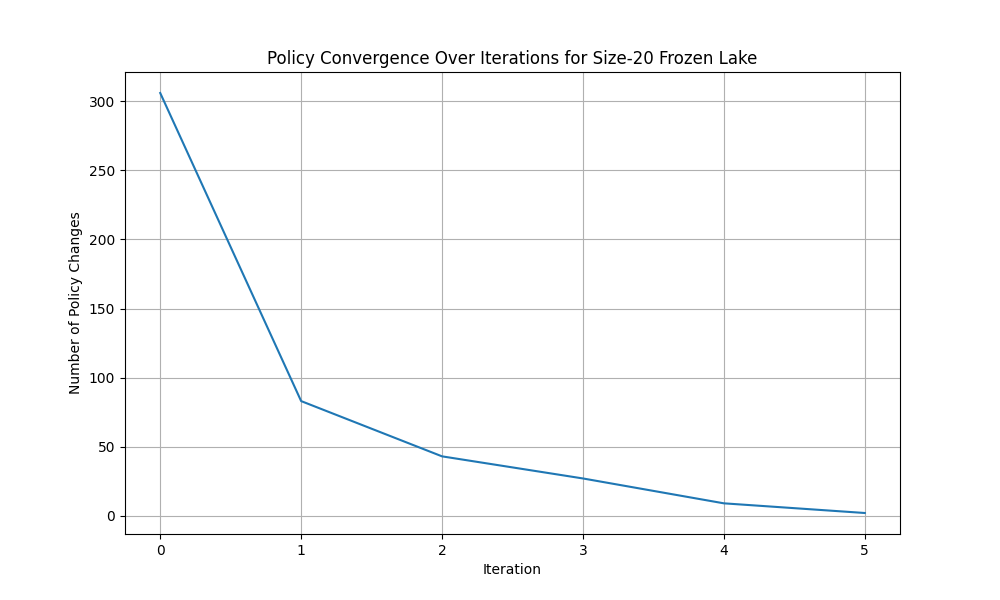 Policy Convergence Over Iterations for Size-20 Frozen Lake
Number of Policy Changes
300
250
200
150
100
50
0
0 1 2 3 4 5
Iteration